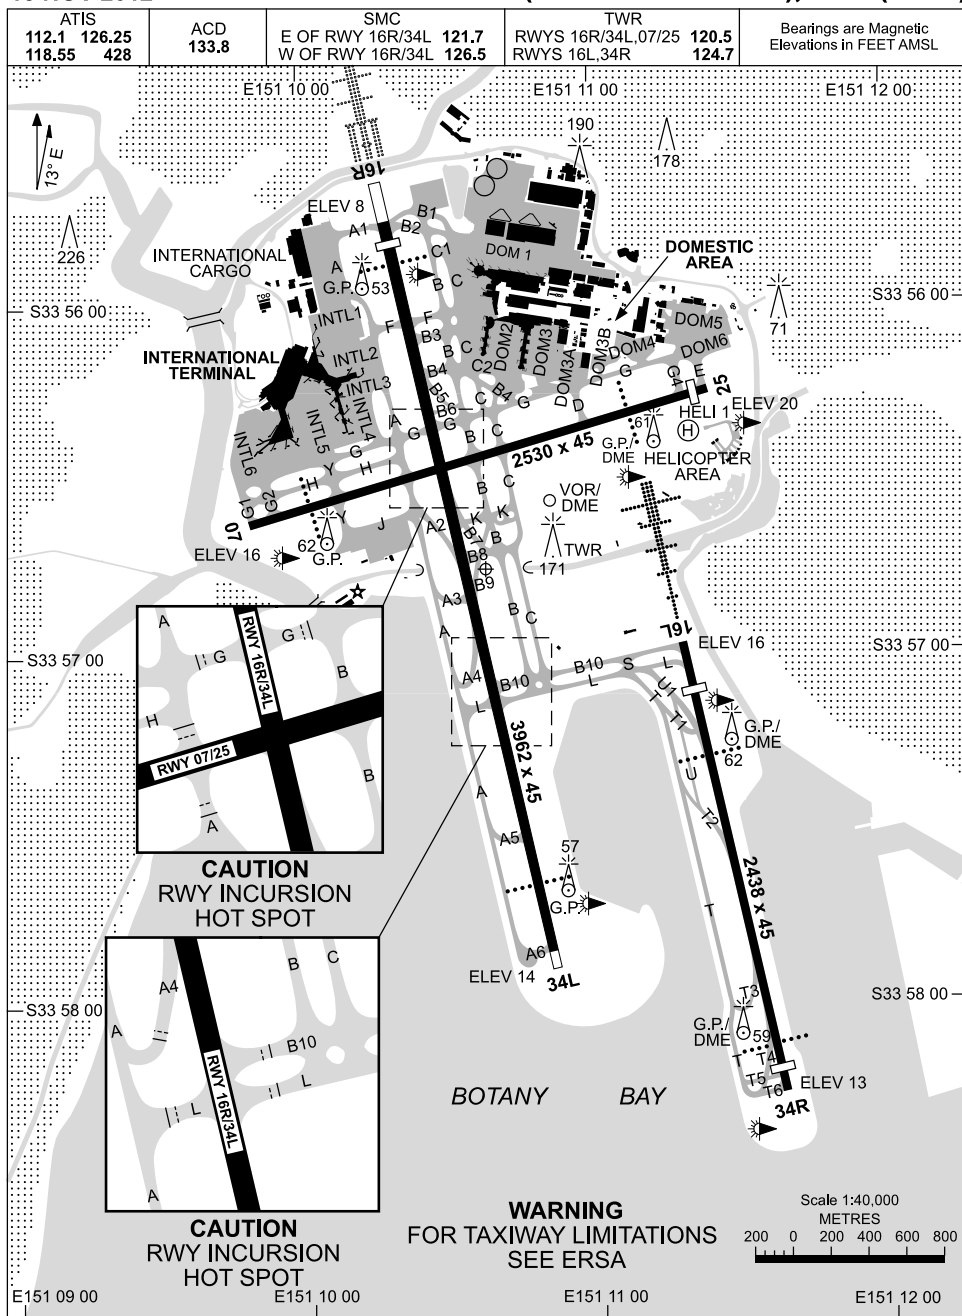 ATIS
112.1 126.25
118.55 428
ACD
133.8
SMC
E OF RWY 16R/34L 121.7
W OF RWY 16R/34L 126.5
TWR
RWYS 16R/34L,07/25 120.5
RWYS 16L,34R 124.7
Bearings are Magnetic
Elevations in FEET AMSL
E151 10 00
E151 11 00
E151 12 00
13° E
190
178
16R
ELEV 8
226
INTERNATIONAL
CARGO
A1
B1
B2
C1
A
B
C
G.P.
53
DOM 1
DOMESTIC
AREA
S33 56 00
S33 56 00
71
INTL1
F
F
B3
INTERNATIONAL
TERMINAL
INTL2
INTL3
INTL4
INTL5
INTL6
B4
B
C
C2
DOM2
DOM3
DOM3A
DOM3B
DOM4
DOM5
DOM6
G
G4
E
25
B5
B6
C
B4
G
D
A
G
G
B
C
HELI 1
H
ELEV 20
61
G.P./
DME
HELICOPTER
AREA
2530 x 45
G
Y
H
H
G1
G2
07
ELEV 16
62
G.P.
Y
J
A2
B
C
K
K
B7
B
B8
B9
VOR/
DME
TWR
171
A3
A
B
C
16L
ELEV 16
S33 57 00
S33 57 00
A4
B10
B10
S
L
L
L
T
U1
T1
G.P./
DME
62
U
T2
3962 x 45
A
A5
57
G.P.
A6
ELEV 14
34L
T
2438 x 45
A
G
G
RWY 16R/34L
B
H
RWY 07/25
B
A
CAUTION
RWY INCURSION
HOT SPOT
A4
B
C
A
B10
RWY 16R/34L
L
L
A
CAUTION
RWY INCURSION
HOT SPOT
S33 58 00
S33 58 00
T3
G.P./
DME
59
T
T4
T5
T6
ELEV 13
34R
BOTANY BAY
WARNING
FOR TAXIWAY LIMITATIONS
SEE ERSA
Scale 1:40,000
METRES
200 0 200 400 600 800
E151 09 00
E151 10 00
E151 11 00
E151 12 00